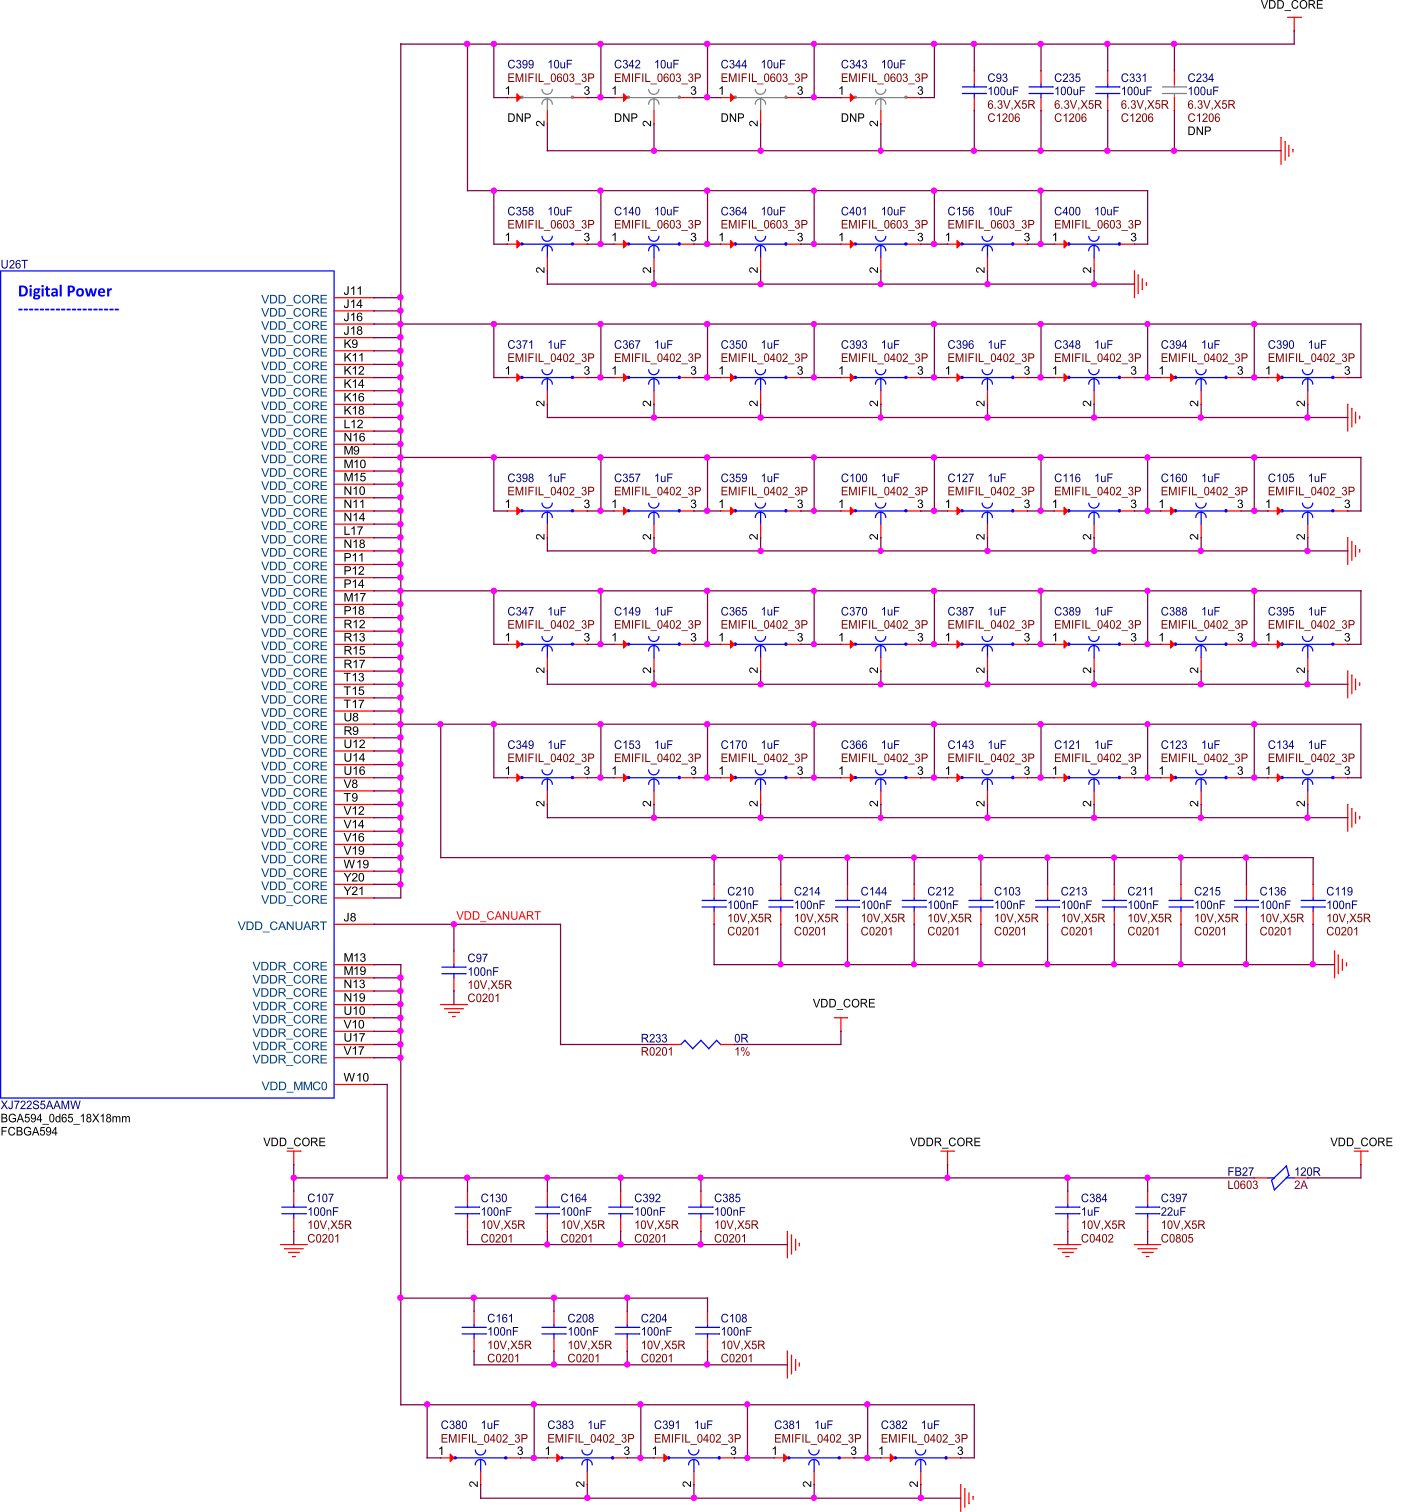 VDD_CORE
C399 10uF C342 10uF C344 10uF C343 10uF C93 C235 C331 C234
EMIFIL_0603_3P EMIFIL_0603_3P EMIFIL_0603_3P EMIFIL_0603_3P 100uF 100uF 100uF 100uF
1 3 1 3 1 3 1 3 6.3V,X5R 6.3V,X5R 6.3V,X5R 6.3V,X5R
DNP 2 DNP 2 DNP 2 DNP 2 C1206 C1206 C1206 C1206
DNP
C358 10uF C140 10uF C364 10uF C401 10uF C156 10uF C400 10uF
EMIFIL_0603_3P EMIFIL_0603_3P EMIFIL_0603_3P EMIFIL_0603_3P EMIFIL_0603_3P EMIFIL_0603_3P
1 3 1 3 1 3 1 3 1 3 1 3
2 2 2 2 2 2
U26T
Digital Power
-------------------
VDD_CORE J11
VDD_CORE J14
VDD_CORE J16
VDD_CORE J18
VDD_CORE K9
VDD_CORE K11
VDD_CORE K12
VDD_CORE K14
VDD_CORE K16
VDD_CORE K18
VDD_CORE L12
VDD_CORE N16
VDD_CORE M9
VDD_CORE M10
VDD_CORE M15
VDD_CORE N10
VDD_CORE N11
VDD_CORE N14
VDD_CORE L17
VDD_CORE N18
VDD_CORE P11
VDD_CORE P12
VDD_CORE P14
VDD_CORE M17
VDD_CORE P18
VDD_CORE R12
VDD_CORE R13
VDD_CORE R15
VDD_CORE R17
VDD_CORE T13
VDD_CORE T15
VDD_CORE T17
VDD_CORE U8
VDD_CORE R9
VDD_CORE U12
VDD_CORE U14
VDD_CORE U16
VDD_CORE V8
VDD_CORE T9
VDD_CORE V12
VDD_CORE V14
VDD_CORE V16
VDD_CORE V19
VDD_CORE W19
VDD_CORE Y20
VDD_CORE Y21
VDD_CANUART J8
VDDR_CORE M13
VDDR_CORE M19
VDDR_CORE N13
VDDR_CORE N19
VDDR_CORE U10
VDDR_CORE V10
VDDR_CORE U17
VDDR_CORE V17
VDD_MMC0 W10
XJ722S5AAMW
BGA594_0d65_18X18mm
FCBGA594
C371 1uF C367 1uF C350 1uF C393 1uF C396 1uF C348 1uF C394 1uF C390 1uF
EMIFIL_0402_3P EMIFIL_0402_3P EMIFIL_0402_3P EMIFIL_0402_3P EMIFIL_0402_3P EMIFIL_0402_3P EMIFIL_0402_3P EMIFIL_0402_3P
1 3 1 3 1 3 1 3 1 3 1 3 1 3 1 3
2 2 2 2 2 2 2 2
C398 1uF C357 1uF C359 1uF C100 1uF C127 1uF C116 1uF C160 1uF C105 1uF
EMIFIL_0402_3P EMIFIL_0402_3P EMIFIL_0402_3P EMIFIL_0402_3P EMIFIL_0402_3P EMIFIL_0402_3P EMIFIL_0402_3P EMIFIL_0402_3P
1 3 1 3 1 3 1 3 1 3 1 3 1 3 1 3
2 2 2 2 2 2 2 2
C347 1uF C149 1uF C365 1uF C370 1uF C387 1uF C389 1uF C388 1uF C395 1uF
EMIFIL_0402_3P EMIFIL_0402_3P EMIFIL_0402_3P EMIFIL_0402_3P EMIFIL_0402_3P EMIFIL_0402_3P EMIFIL_0402_3P EMIFIL_0402_3P
1 3 1 3 1 3 1 3 1 3 1 3 1 3 1 3
2 2 2 2 2 2 2 2
C349 1uF C153 1uF C170 1uF C366 1uF C143 1uF C121 1uF C123 1uF C134 1uF
EMIFIL_0402_3P EMIFIL_0402_3P EMIFIL_0402_3P EMIFIL_0402_3P EMIFIL_0402_3P EMIFIL_0402_3P EMIFIL_0402_3P EMIFIL_0402_3P
1 3 1 3 1 3 1 3 1 3 1 3 1 3 1 3
2 2 2 2 2 2 2 2
C210 C214 C144 C212 C103 C213 C211 C215 C136 C119
100nF 100nF 100nF 100nF 100nF 100nF 100nF 100nF 100nF 100nF
10V,X5R 10V,X5R 10V,X5R 10V,X5R 10V,X5R 10V,X5R 10V,X5R 10V,X5R 10V,X5R 10V,X5R
C0201 C0201 C0201 C0201 C0201 C0201 C0201 C0201 C0201 C0201
VDD_CANUART
C97
100nF
10V,X5R
C0201
VDD_CORE
R233 0R
R0201 1%
VDD_CORE VDDR_CORE VDD_CORE
FB27 120R
L0603 2A
C107 C130 C164 C392 C385 C384 C397
100nF 100nF 100nF 100nF 100nF 1uF 22uF
10V,X5R 10V,X5R 10V,X5R 10V,X5R 10V,X5R 10V,X5R 10V,X5R
C0201 C0201 C0201 C0201 C0201 C0402 C0805
C161 C208 C204 C108
100nF 100nF 100nF 100nF
10V,X5R 10V,X5R 10V,X5R 10V,X5R
C0201 C0201 C0201 C0201
C380 1uF C383 1uF C391 1uF C381 1uF C382 1uF
EMIFIL_0402_3P EMIFIL_0402_3P EMIFIL_0402_3P EMIFIL_0402_3P EMIFIL_0402_3P
1 3 1 3 1 3 1 3 1 3
2 2 2 2 2